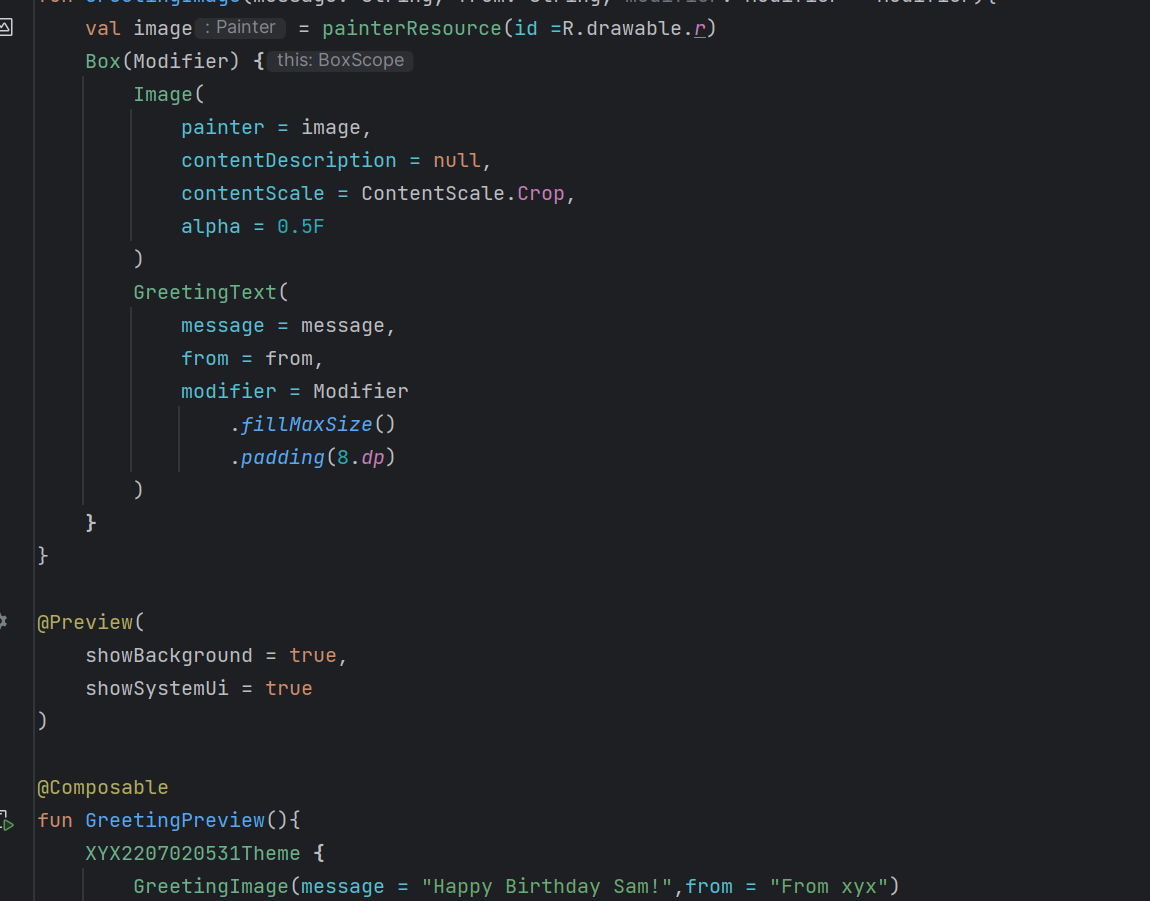 fun GreetingImage(message: String, from: String, modifier: Modifier = Modifier){
val image : Painter = painterResource(id =R.drawable.r)
Box(Modifier) { this: BoxScope
Image(
painter = image,
contentDescription = null,
contentScale = ContentScale.Crop,
alpha = 0.5F
)
GreetingText(
message = message,
from = from,
modifier = Modifier
.fillMaxSize()
.padding(8.dp)
)
}
}
@Preview(
showBackground = true,
showSystemUi = true
)
@Composable
fun GreetingPreview(){
XYX2207020531Theme {
GreetingImage(message = "Happy Birthday Sam!",from = "From xyx")